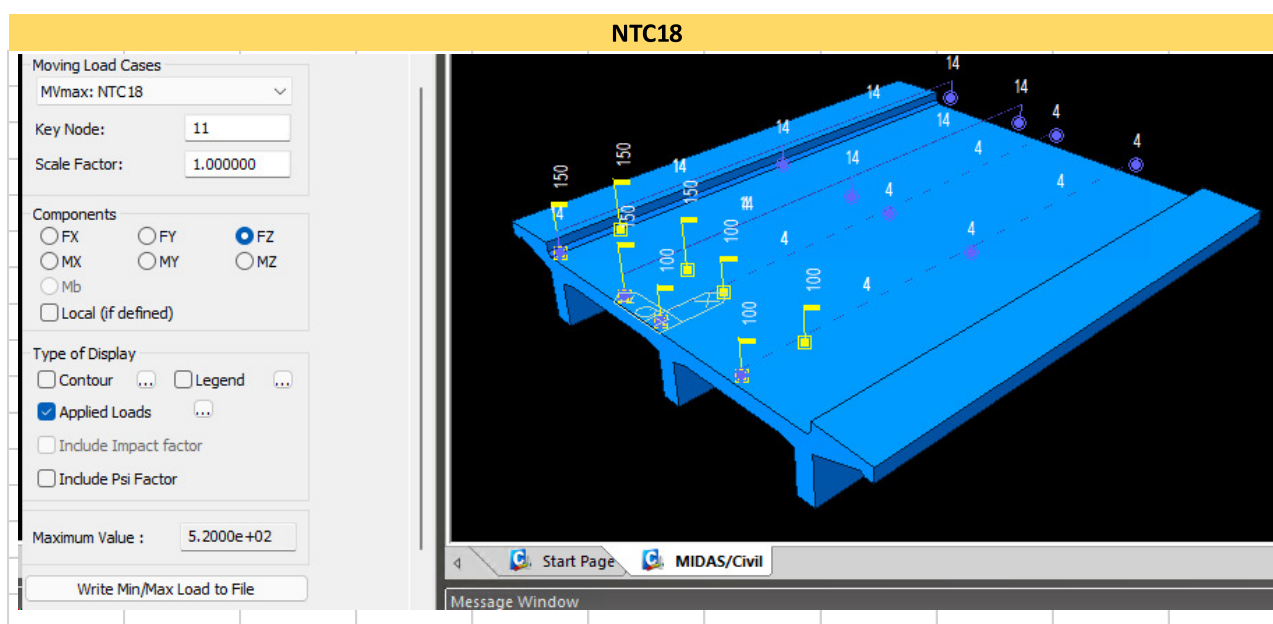 NTC18
Moving Load Cases
MVmax: NTC18
Key Node: 11
Scale Factor: 1.000000
Components
FX FY FZ
MX MY MZ
Mb
Local (if defined)
Type of Display
Contour ... Legend ...
Applied Loads ...
Include Impact factor
Include Psi Factor
Maximum Value : 5.2000e+02
Write Min/Max Load to File
14
14
14
14
4
4
14
14
4
4
14
4
150
150
150
150
4
4
4
4
100
100
100
100
Start Page
MIDAS/Civil
Message Window